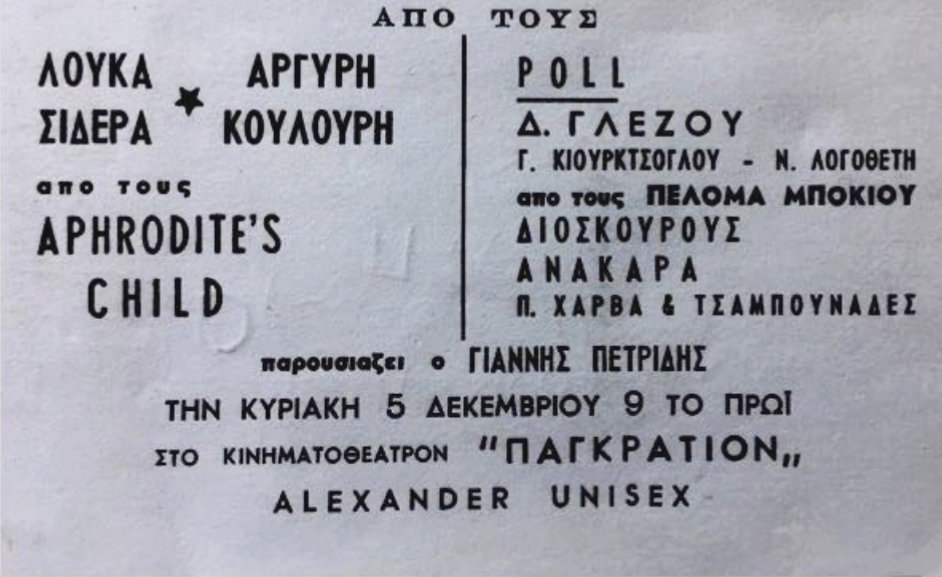 ΑΠΟ ΤΟΥΣ
ΛΟΥΚΑ ★ ΑΡΓΥΡΗ
ΣΙΔΕΡΑ ΚΟΥΛΟΥΡΗ
απο τους
APHRODITE'S
CHILD
POLL
Δ. ΓΛΕΖΟΥ
Γ. ΚΙΟΥΡΚΤΣΟΓΛΟΥ - Ν. ΛΟΓΟΘΕΤΗ
απο τους ΠΕΛΟΜΑ ΜΠΟΚΙΟΥ
ΔΙΟΣΚΟΥΡΟΥΣ
ΑΝΑΚΑΡΑ
Π. ΧΑΡΒΑ & ΤΣΑΜΠΟΥΝΑΔΕΣ
παρουσιαζει ο ΓΙΑΝΝΗΣ ΠΕΤΡΙΔΗΣ
ΤΗΝ ΚΥΡΙΑΚΗ 5 ΔΕΚΕΜΒΡΙΟΥ 9 ΤΟ ΠΡΩΪ
ΣΤΟ ΚΙΝΗΜΑΤΟΘΕΑΤΡΟΝ "ΠΑΓΚΡΑΤΙΟΝ„
ALEXANDER UNISEX